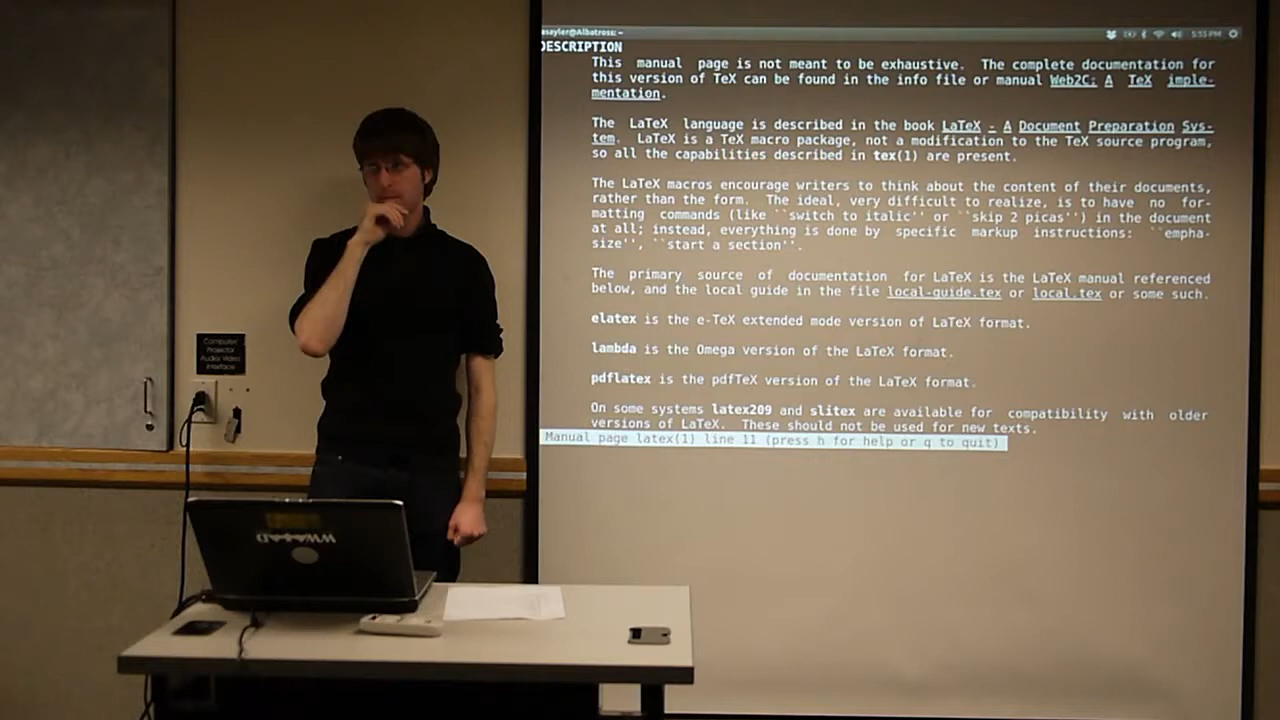 asayler@Albatross: ~
5:55 PM
DESCRIPTION
This manual page is not meant to be exhaustive. The complete documentation for
this version of TeX can be found in the info file or manual Web2C: A TeX imple-
mentation.
The LaTeX language is described in the book LaTeX - A Document Preparation Sys-
tem. LaTeX is a TeX macro package, not a modification to the TeX source program,
so all the capabilities described in tex(1) are present.
The LaTeX macros encourage writers to think about the content of their documents,
rather than the form. The ideal, very difficult to realize, is to have no for-
matting commands (like ``switch to italic'' or ``skip 2 picas'') in the document
at all; instead, everything is done by specific markup instructions: ``empha-
size'', ``start a section''.
The primary source of documentation for LaTeX is the LaTeX manual referenced
below, and the local guide in the file local-guide.tex or local.tex or some such.
elatex is the e-TeX extended mode version of LaTeX format.
lambda is the Omega version of the LaTeX format.
pdflatex is the pdfTeX version of the LaTeX format.
On some systems latex209 and slitex are available for compatibility with older
versions of LaTeX. These should not be used for new texts.
Manual page latex(1) line 11 (press h for help or q to quit)
Computer
Projector
Audio/Video
Interface